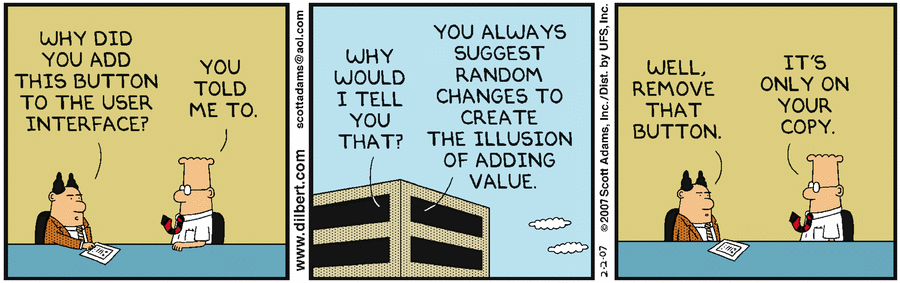 WHY DID
YOU ADD
THIS BUTTON
TO THE USER
INTERFACE?
YOU
TOLD
ME TO.
www.dilbert.com
scottadams@aol.com
WHY
WOULD
I TELL
YOU
THAT?
YOU ALWAYS
SUGGEST
RANDOM
CHANGES TO
CREATE
THE ILLUSION
OF ADDING
VALUE.
2-2-07
©2007 Scott Adams, Inc./Dist. by UFS, Inc.
WELL,
REMOVE
THAT
BUTTON.
IT'S
ONLY ON
YOUR
COPY.